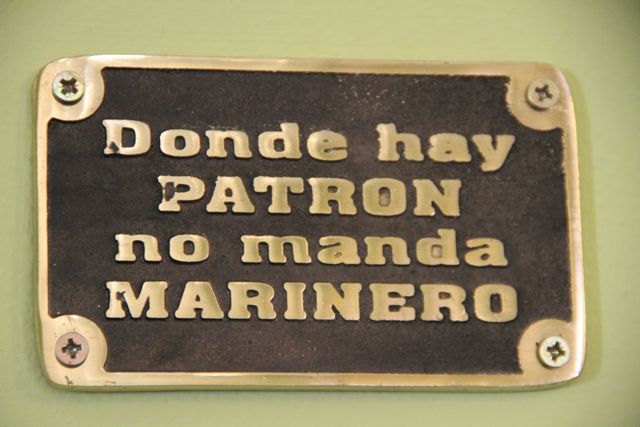 Donde hay
PATRON
no manda
MARINERO